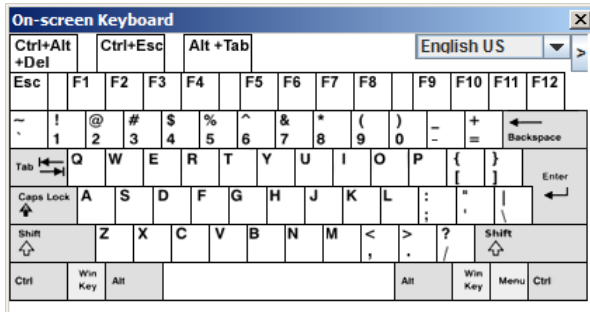 On-screen Keyboard X
Ctrl+Alt +Del Ctrl+Esc Alt +Tab English US >
Esc F1 F2 F3 F4 F5 F6 F7 F8 F9 F10 F11 F12
~ ! @ # $ % ^ & * ( ) _ +
` 1 2 3 4 5 6 7 8 9 0 - = Backspace
Tab Q W E R T Y U I O P { }
[ ] Enter
Caps Lock A S D F G H J K L : " |
; ' \
Shift Z X C V B N M < > ? Shift
, . /
Ctrl Win Key Alt Alt Win Key Menu Ctrl